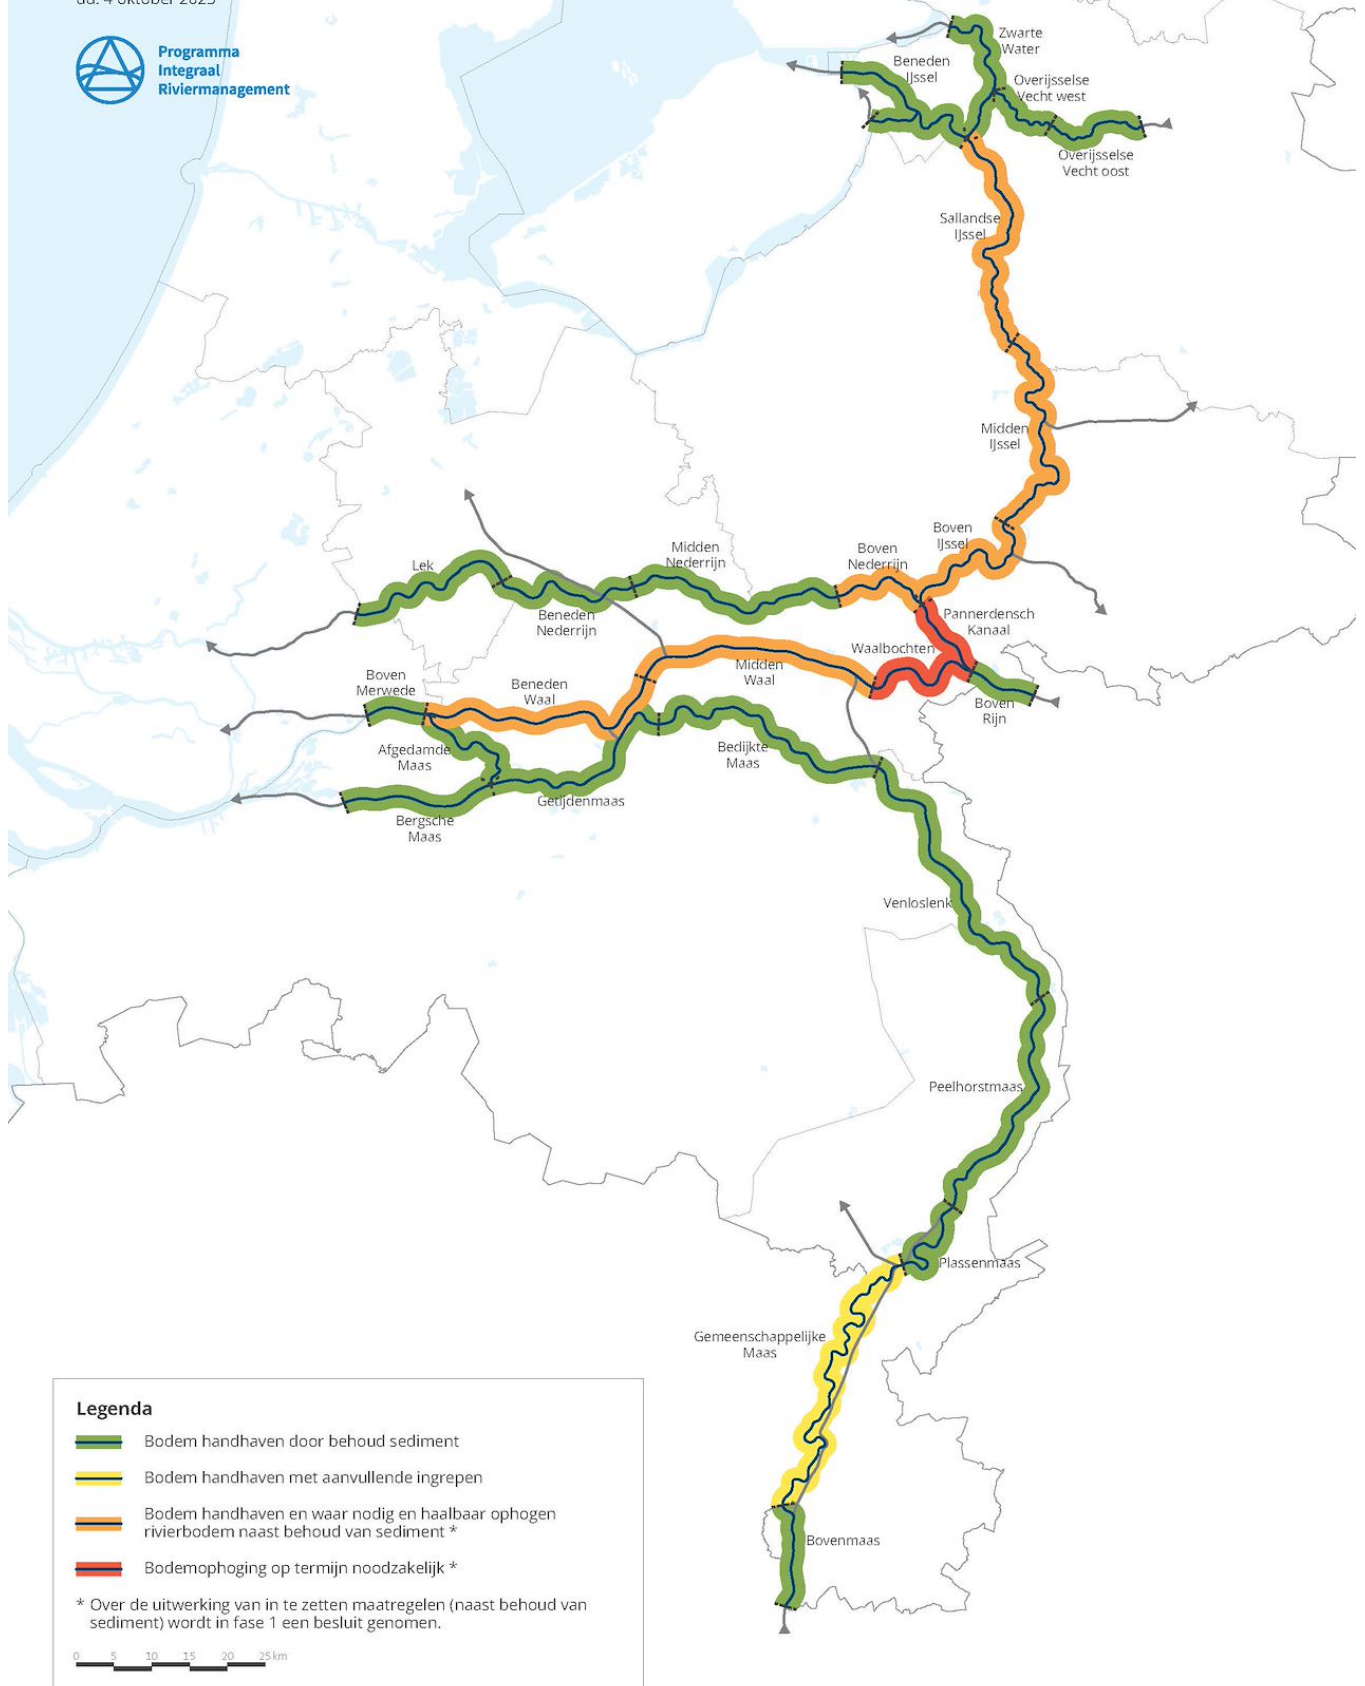 dd. 4 oktober 2023
Programma
Integraal
Riviermanagement
Zwarte
Water
Beneden
IJssel
Overijsselse
Vecht west
Overijsselse
Vecht oost
Sallandse
IJssel
Midden
IJssel
Boven
IJssel
Midden
Nederrijn
Boven
Nederrijn
Lek
Beneden
Nederrijn
Pannerdensch
Kanaal
Waalbochten
Midden
Waal
Boven
Merwede
Beneden
Waal
Boven
Rijn
Afgedamde
Maas
Bedijkte
Maas
Getijdenmaas
Bergsche
Maas
Venloslenk
Peelhorstmaas
Plassenmaas
Gemeenschappelijke
Maas
Bovenmaas
Legenda
Bodem handhaven door behoud sediment
Bodem handhaven met aanvullende ingrepen
Bodem handhaven en waar nodig en haalbaar ophogen
rivierbodem naast behoud van sediment *
Bodemophoging op termijn noodzakelijk *
* Over de uitwerking van in te zetten maatregelen (naast behoud van
sediment) wordt in fase 1 een besluit genomen.
0 5 10 15 20 25 km